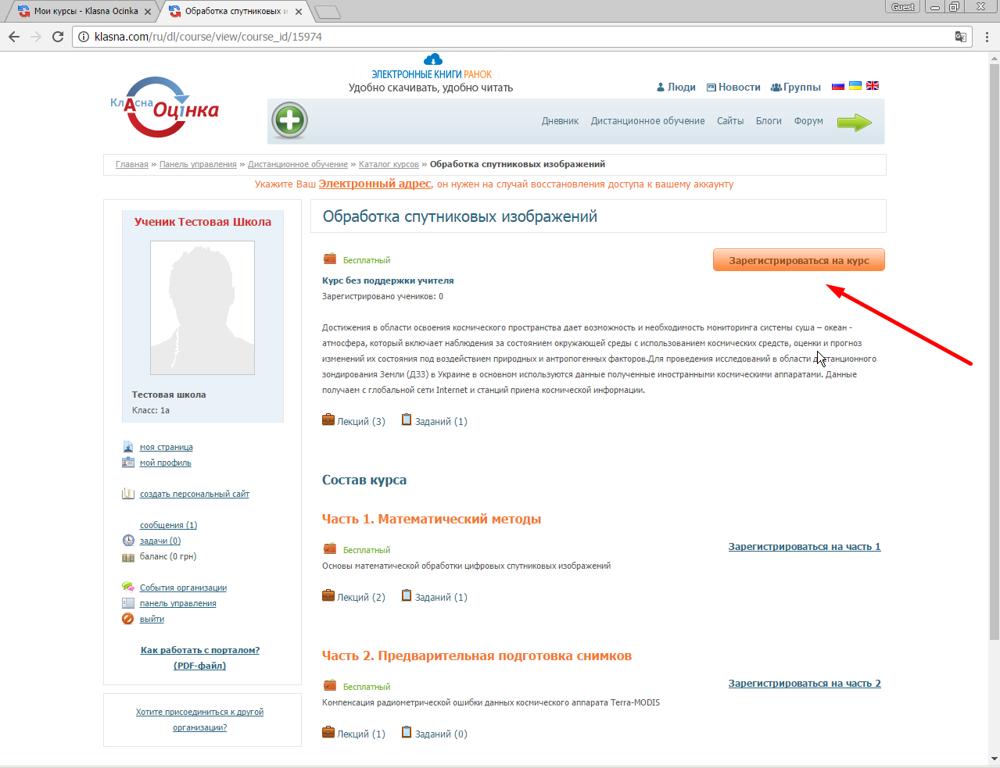 Мои курсы - Klasna Ocinka
Обработка спутниковых и
Guest
klasna.com/ru/dl/course/view/course_id/15974
КлАсна
Оцінка
ЭЛЕКТРОННЫЕ КНИГИ РАНОК
Удобно скачивать, удобно читать
Люди Новости Группы
Дневник Дистанционное обучение Сайты Блоги Форум
Главная » Панель управления » Дистанционное обучение » Каталог курсов » Обработка спутниковых изображений
Укажите Ваш Электронный адрес, он нужен на случай восстановления доступа к вашему аккаунту
Ученик Тестовая Школа
Тестовая школа
Класс: 1а
моя страница
мой профиль
создать персональный сайт
сообщения (1)
задачи (0)
баланс (0 грн)
События организации
панель управления
выйти
Как работать с порталом?
(PDF-файл)
Хотите присоединиться к другой
организации?
Обработка спутниковых изображений
Бесплатный
Зарегистрироваться на курс
Курс без поддержки учителя
Зарегистрировано учеников: 0
Достижения в области освоения космического пространства дает возможность и необходимость мониторинга системы суша – океан -
атмосфера, который включает наблюдения за состоянием окружающей среды с использованием космических средств, оценки и прогноз
изменений их состояния под воздействием природных и антропогенных факторов.Для проведения исследований в области дистанционного
зондирования Земли (ДЗЗ) в Украине в основном используются данные полученные иностранными космическими аппаратами. Данные
получаем с глобальной сети Internet и станций приема космической информации.
Лекций (3) Заданий (1)
Состав курса
Часть 1. Математический методы
Бесплатный
Зарегистрироваться на часть 1
Основы математической обработки цифровых спутниковых изображений
Лекций (2) Заданий (1)
Часть 2. Предварительная подготовка снимков
Бесплатный
Зарегистрироваться на часть 2
Компенсация радиометрической ошибки данных космического аппарата Terra-MODIS
Лекций (1) Заданий (0)